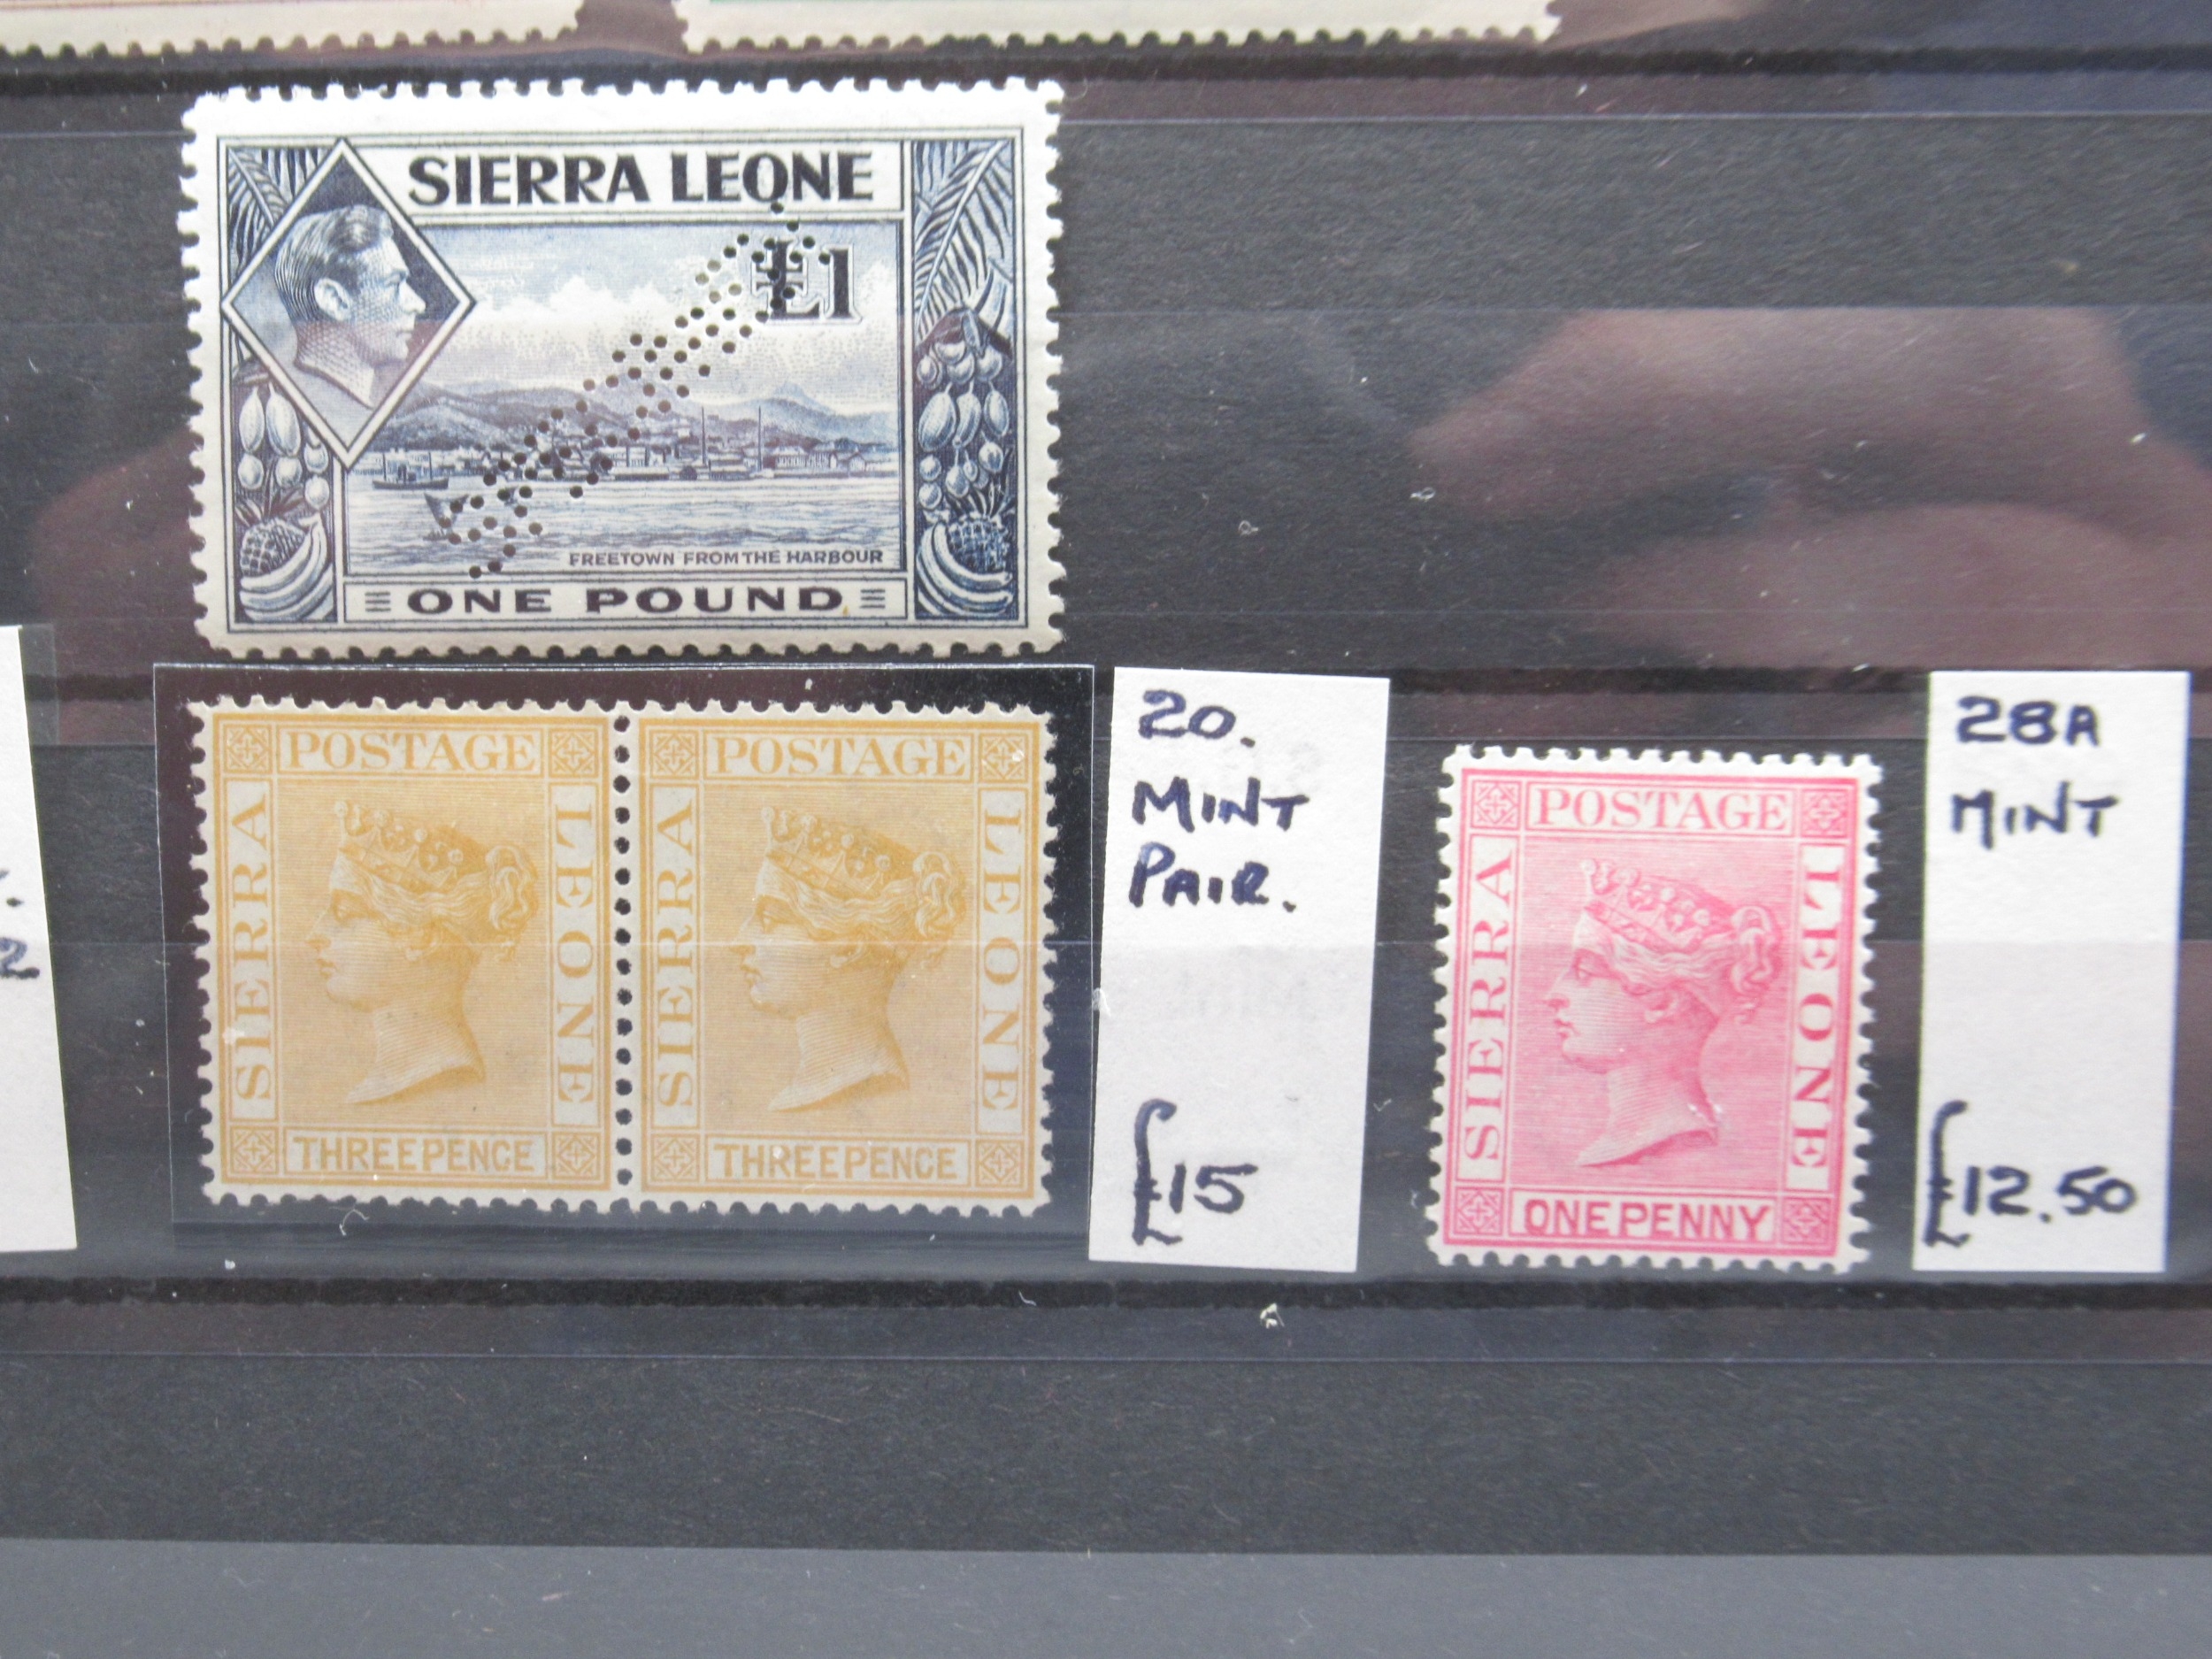 SIERRA LEONE
£1
FREETOWN FROM THE HARBOUR
ONE POUND
POSTAGE
SIERRA
LEONE
THREEPENCE
POSTAGE
SIERRA
LEONE
THREEPENCE
20.
MINT
PAIR.
£15
POSTAGE
SIERRA
LEONE
ONE PENNY
28A
MINT
£12.50
2